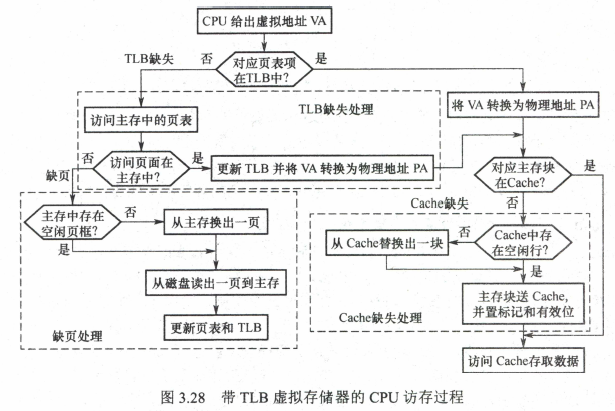 CPU 给出虚拟地址 VA
TLB缺失
否
对应页表项
在TLB中?
是
TLB缺失处理
访问主存中的页表
将 VA 转换为物理地址 PA
否
访问页面在
主存中?
是
更新 TLB 并将 VA 转换为物理地址 PA
对应主存块
在Cache?
是
缺页
Cache缺失
否
主存中存在
空闲页框?
否
从主存换出一页
是
从 Cache替换出一块
否
Cache中存
在空闲行?
是
从磁盘读出一页到主存
主存块送 Cache,
并置标记和有效位
更新页表和 TLB
缺页处理
Cache缺失处理
访问 Cache存取数据
图 3.28 带 TLB 虚拟存储器的 CPU 访存过程